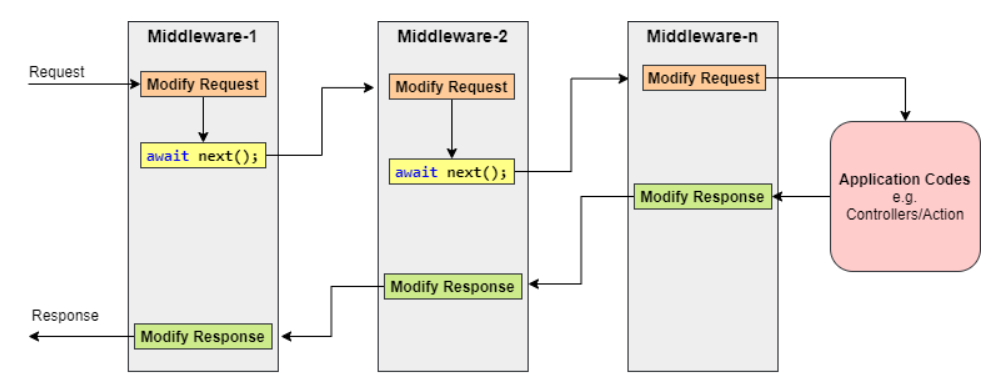 Middleware-1
Middleware-2
Middleware-n
Request
Modify Request
Modify Request
Modify Request
await next();
await next();
Application Codes
e.g.
Controllers/Action
Modify Response
Modify Response
Response
Modify Response